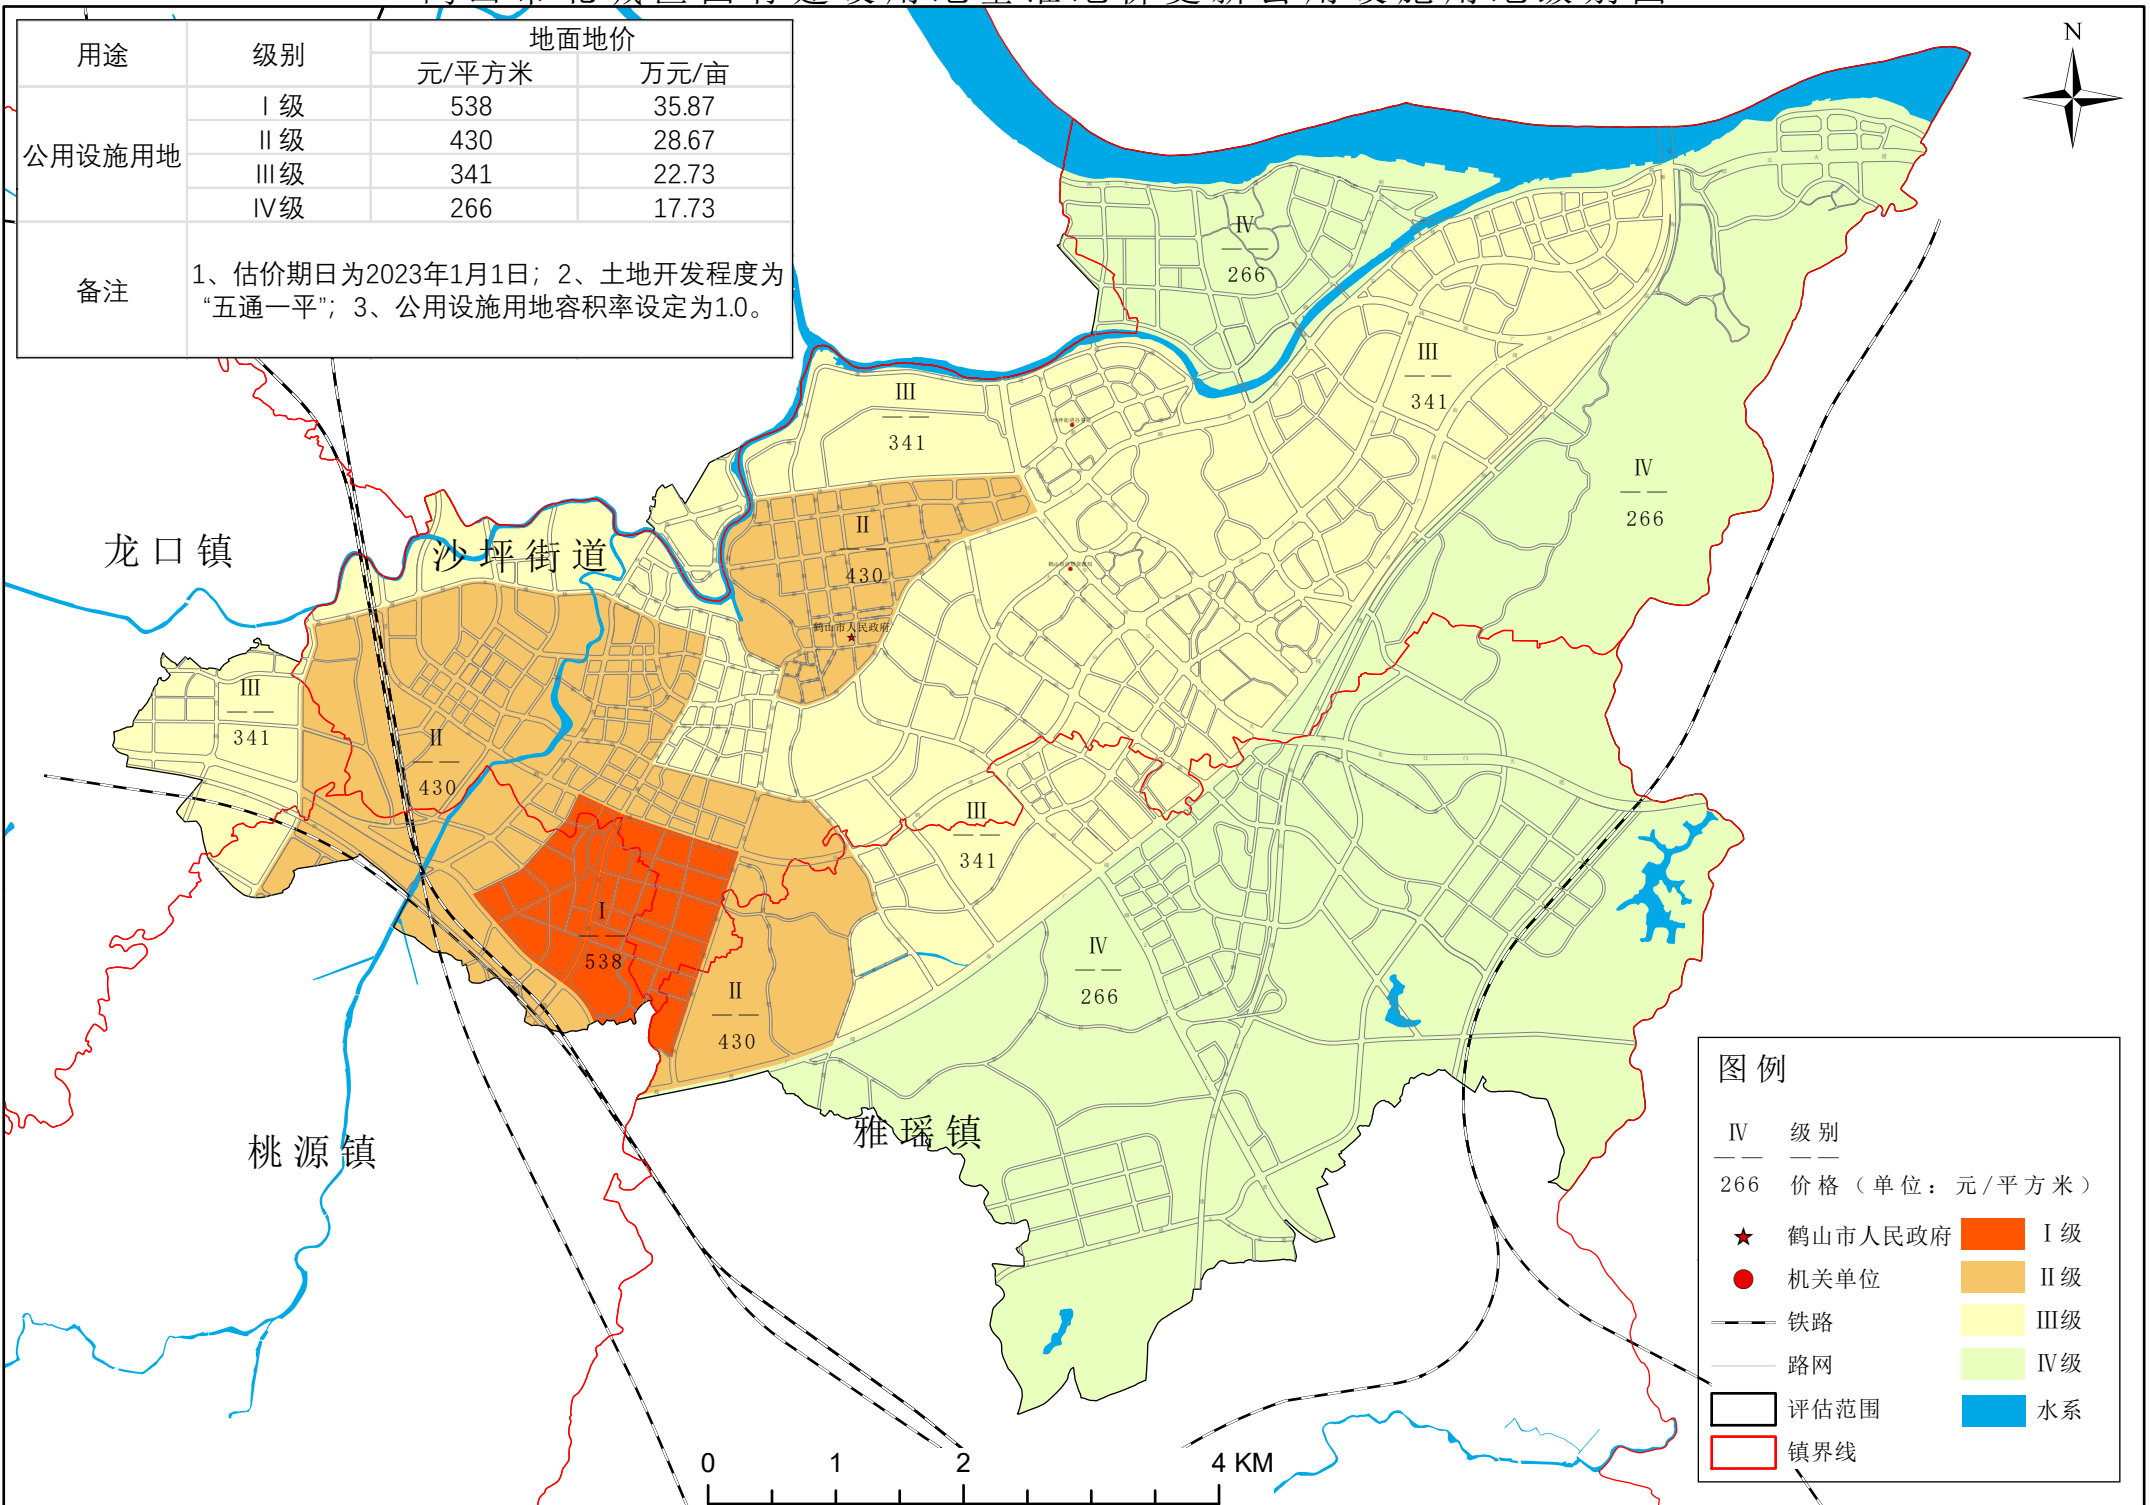 用途 级别 地面地价
元/平方米 万元/亩
公用设施用地
Ⅰ级 538 35.87
Ⅱ级 430 28.67
Ⅲ级 341 22.73
Ⅳ级 266 17.73
备注
1、估价期日为2023年1月1日；2、土地开发程度为
“五通一平”；3、公用设施用地容积率设定为1.0。
N
Ⅳ
266
Ⅲ
341
Ⅲ
341
Ⅳ
266
Ⅱ
430
龙口镇
沙坪街道
鹤山市人民政府
Ⅲ
341
Ⅱ
430
Ⅲ
341
Ⅰ
538
Ⅳ
266
Ⅱ
430
桃源镇
雅瑶镇
图例
Ⅳ 级别
266 价格（单位：元/平方米）
鹤山市人民政府 Ⅰ级
机关单位 Ⅱ级
铁路 Ⅲ级
路网 Ⅳ级
评估范围 水系
镇界线
0 1 2 4 KM